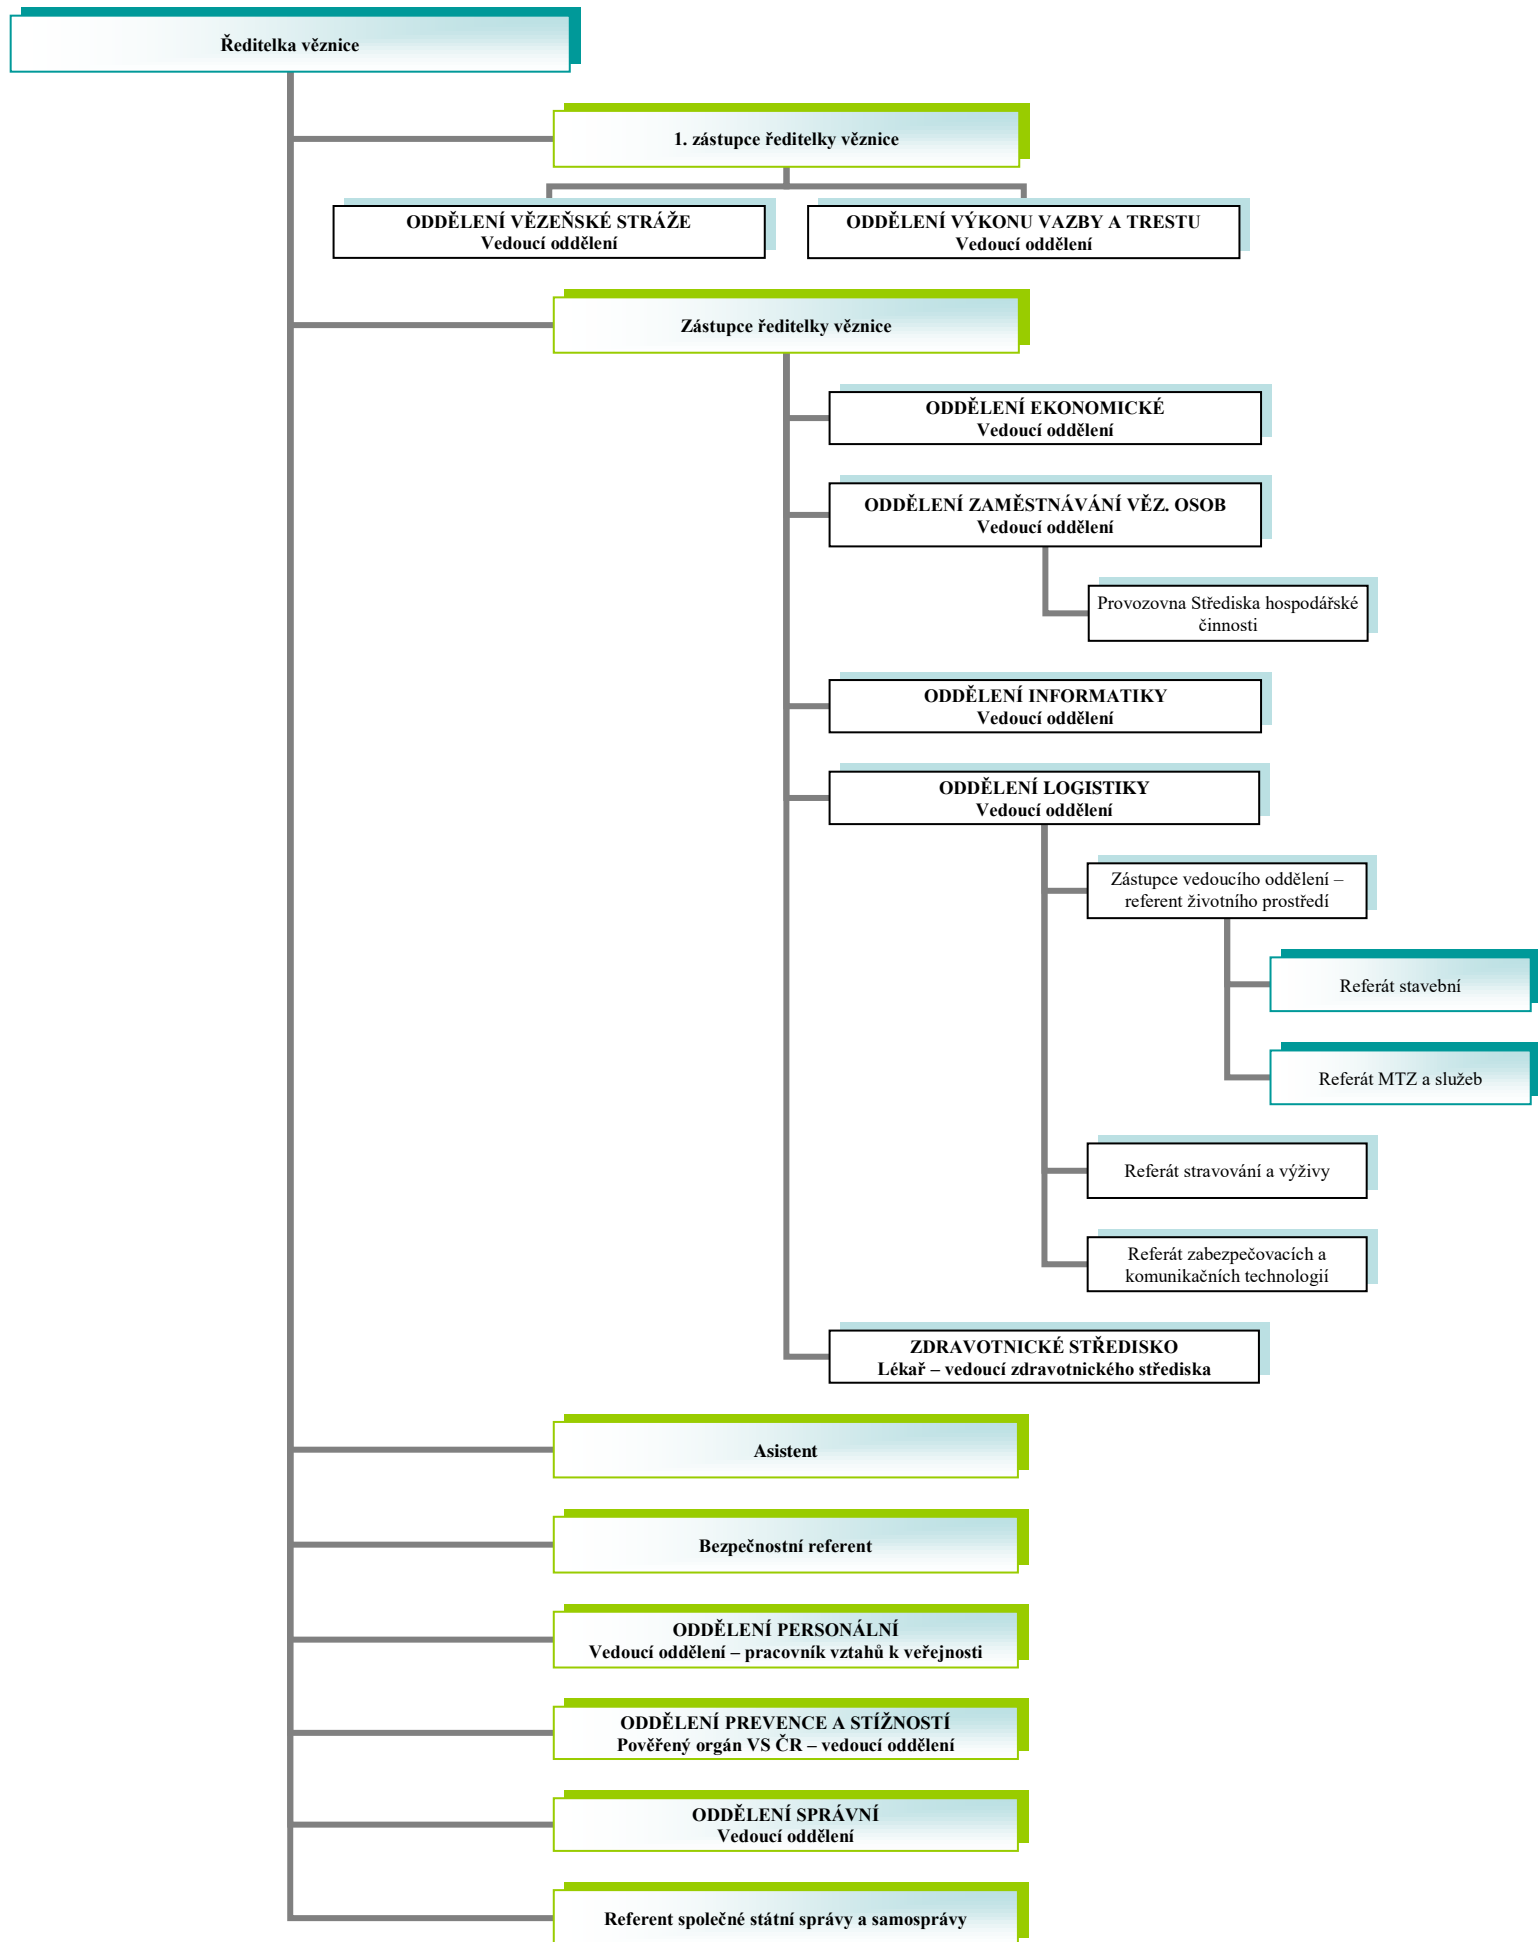 Ředitelka věznice
1. zástupce ředitelky věznice
ODDĚLENÍ VĚZEŇSKÉ STRÁŽE
Vedoucí oddělení
ODDĚLENÍ VÝKONU VAZBY A TRESTU
Vedoucí oddělení
Zástupce ředitelky věznice
ODDĚLENÍ EKONOMICKÉ
Vedoucí oddělení
ODDĚLENÍ ZAMĚSTNÁVÁNÍ VĚZ. OSOB
Vedoucí oddělení
Provozovna Střediska hospodářské
činnosti
ODDĚLENÍ INFORMATIKY
Vedoucí oddělení
ODDĚLENÍ LOGISTIKY
Vedoucí oddělení
Zástupce vedoucího oddělení –
referent životního prostředí
Referát stavební
Referát MTZ a služeb
Referát stravování a výživy
Referát zabezpečovacích a
komunikačních technologií
ZDRAVOTNICKÉ STŘEDISKO
Lékař – vedoucí zdravotnického střediska
Asistent
Bezpečnostní referent
ODDĚLENÍ PERSONÁLNÍ
Vedoucí oddělení – pracovník vztahů k veřejnosti
ODDĚLENÍ PREVENCE A STÍŽNOSTÍ
Pověřený orgán VS ČR – vedoucí oddělení
ODDĚLENÍ SPRÁVNÍ
Vedoucí oddělení
Referent společné státní správy a samosprávy